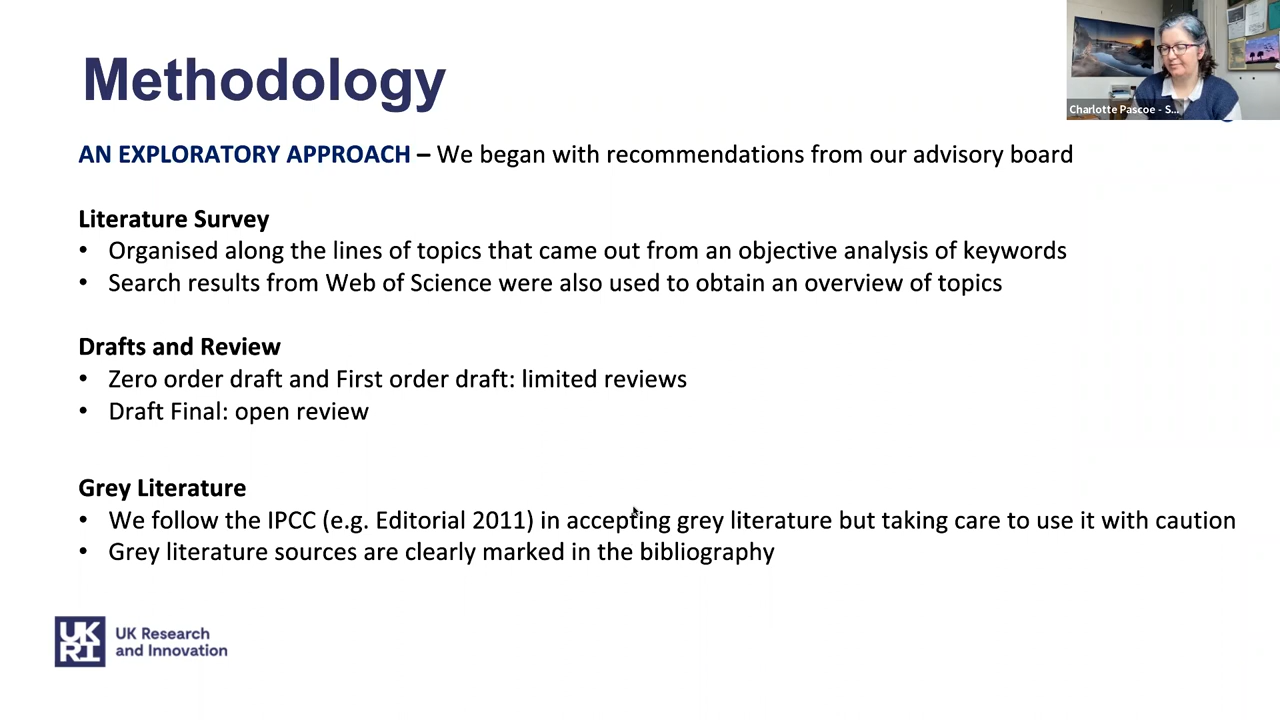 Methodology
Charlotte Pascoe - S...
AN EXPLORATORY APPROACH – We began with recommendations from our advisory board
Literature Survey
• Organised along the lines of topics that came out from an objective analysis of keywords
• Search results from Web of Science were also used to obtain an overview of topics
Drafts and Review
• Zero order draft and First order draft: limited reviews
• Draft Final: open review
Grey Literature
• We follow the IPCC (e.g. Editorial 2011) in accepting grey literature but taking care to use it with caution
• Grey literature sources are clearly marked in the bibliography
UK
RI
UK Research
and Innovation